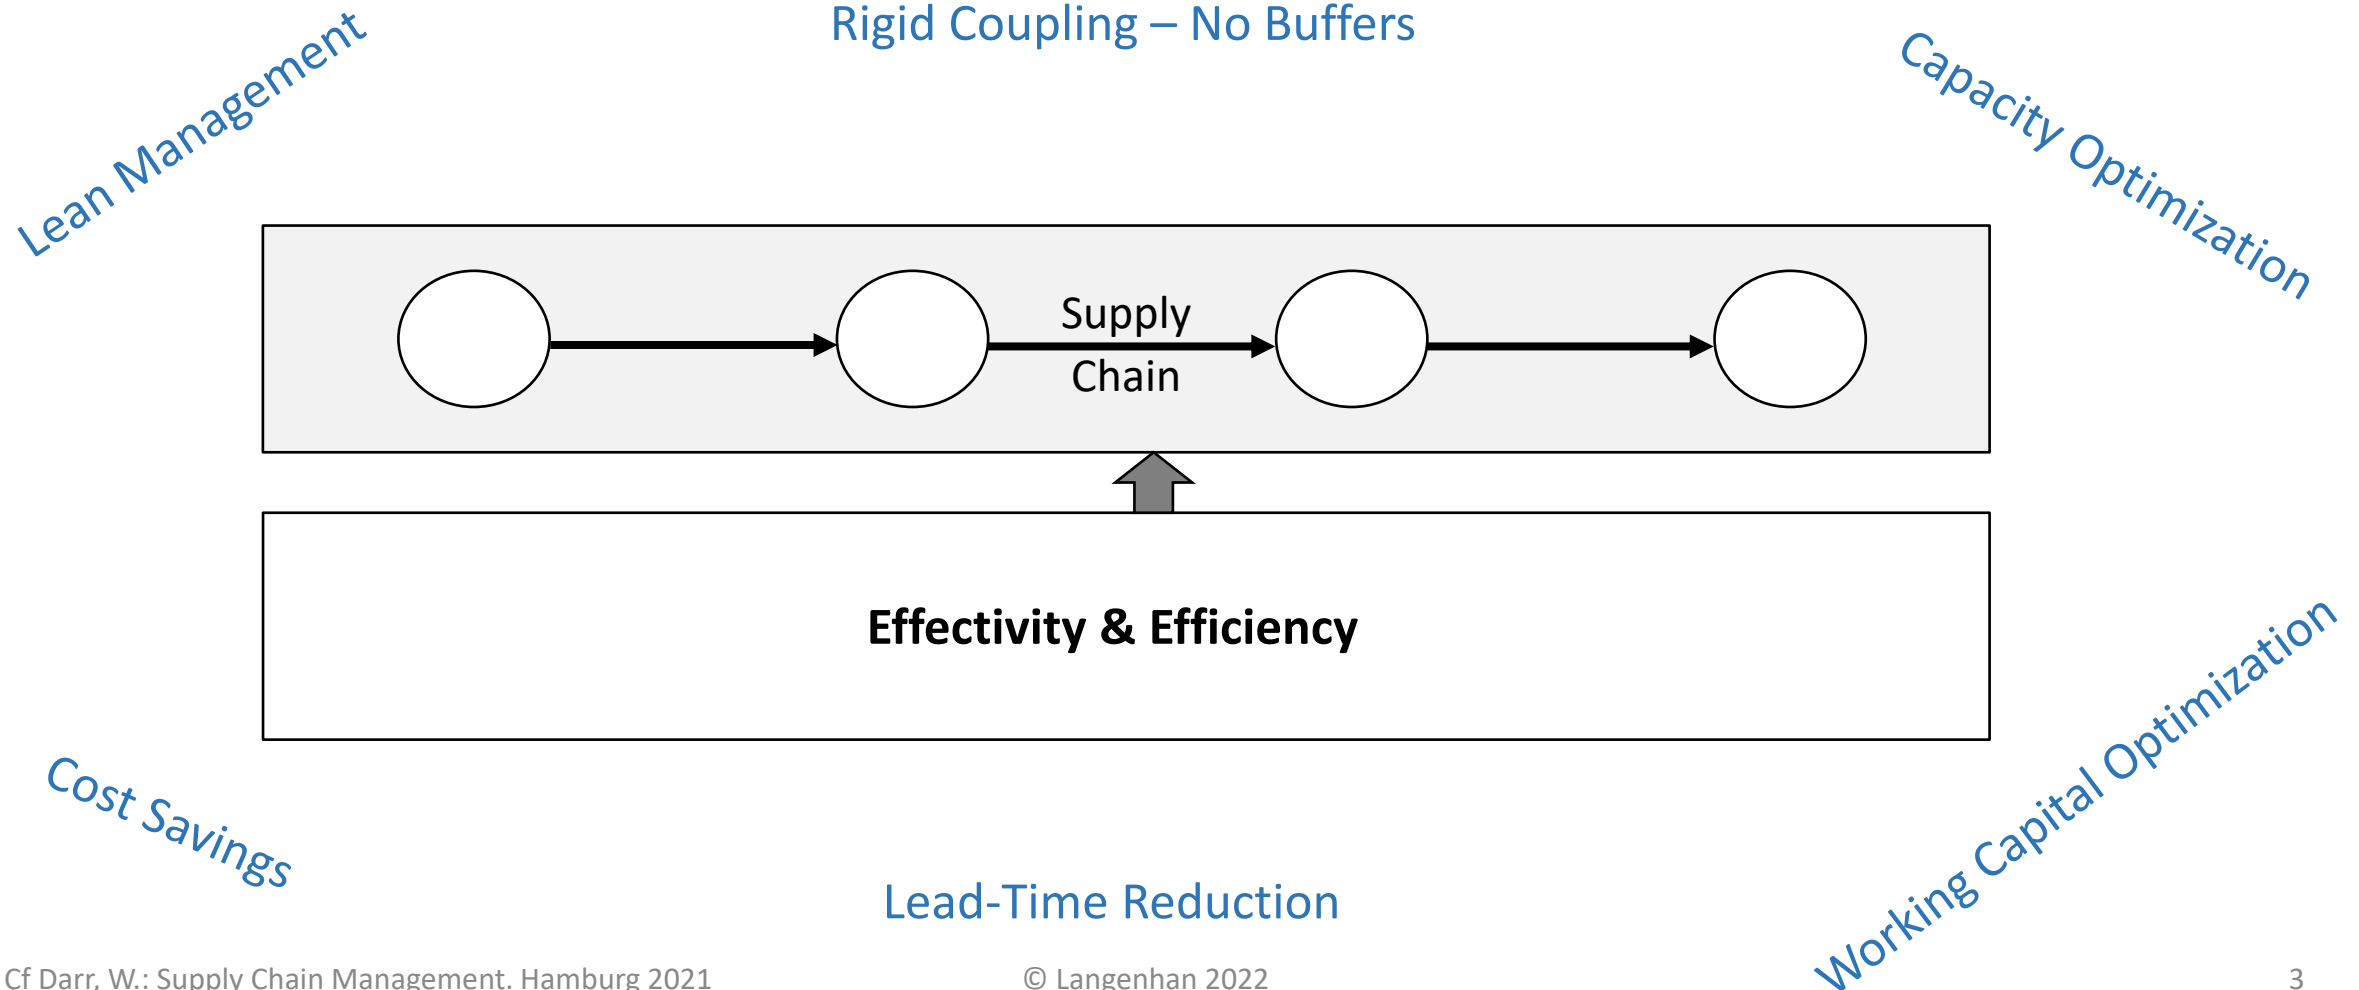 Rigid Coupling – No Buffers
Lean Management
Capacity Optimization
Supply
Chain
Effectivity & Efficiency
Cost Savings
Working Capital Optimization
Lead-Time Reduction
Cf Darr, W.: Supply Chain Management. Hamburg 2021
© Langenhan 2022
3